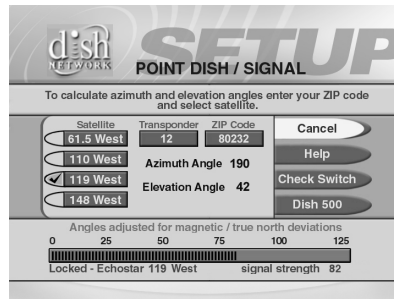 dish
NETWORK
SETUP
POINT DISH / SIGNAL
To calculate azimuth and elevation angles enter your ZIP code
and select satellite.
Satellite Transponder ZIP Code
61.5 West 12 80232
110 West
119 West
148 West
Azimuth Angle 190
Elevation Angle 42
Cancel
Help
Check Switch
Dish 500
Angles adjusted for magnetic / true north deviations
0 25 50 75 100 125
Locked - Echostar 119 West signal strength 82